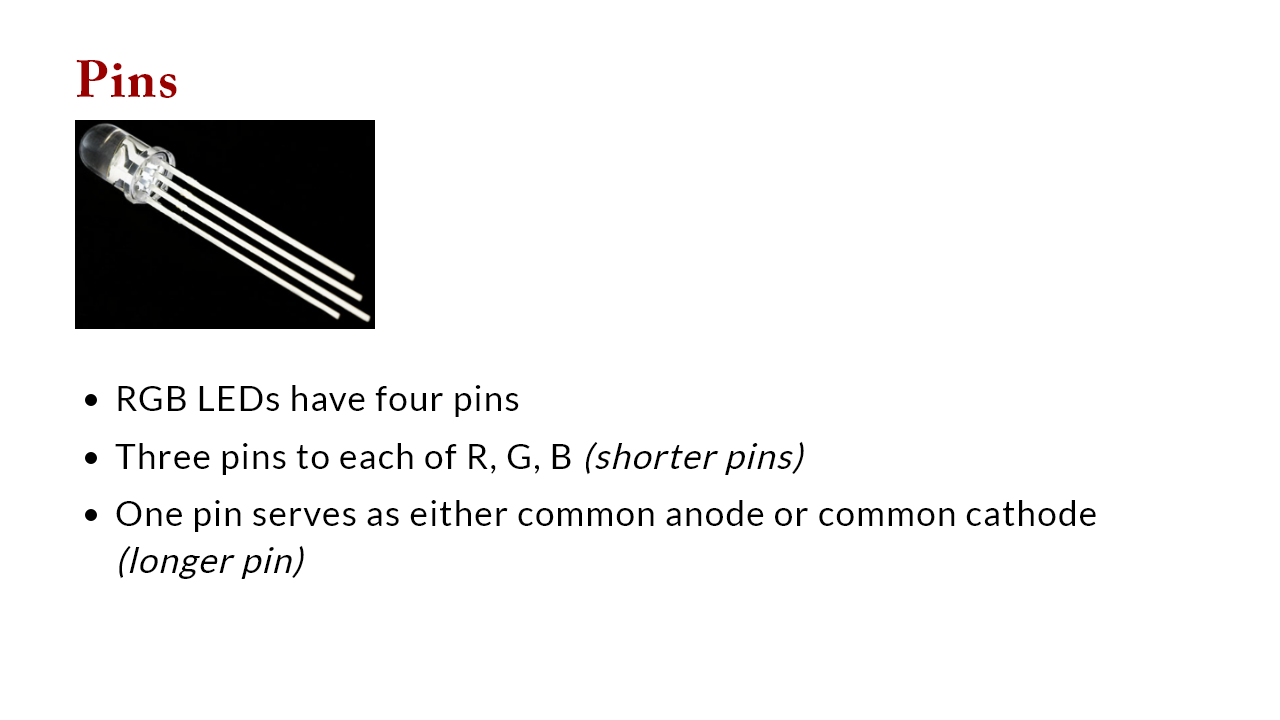 Pins
• RGB LEDs have four pins
• Three pins to each of R, G, B (shorter pins)
• One pin serves as either common anode or common cathode
(longer pin)